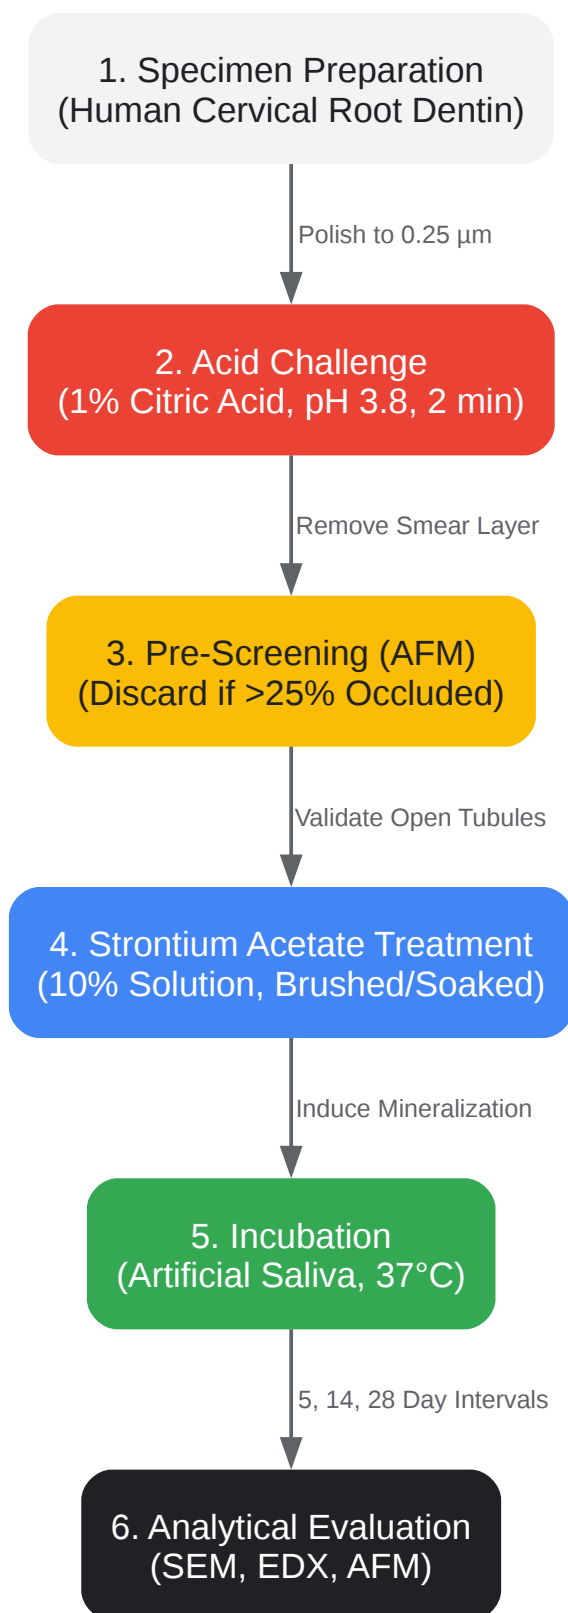 1. Specimen Preparation
(Human Cervical Root Dentin)
Polish to 0.25 µm
2. Acid Challenge
(1% Citric Acid, pH 3.8, 2 min)
Remove Smear Layer
3. Pre-Screening (AFM)
(Discard if >25% Occluded)
Validate Open Tubules
4. Strontium Acetate Treatment
(10% Solution, Brushed/Soaked)
Induce Mineralization
5. Incubation
(Artificial Saliva, 37°C)
5, 14, 28 Day Intervals
6. Analytical Evaluation
(SEM, EDX, AFM)